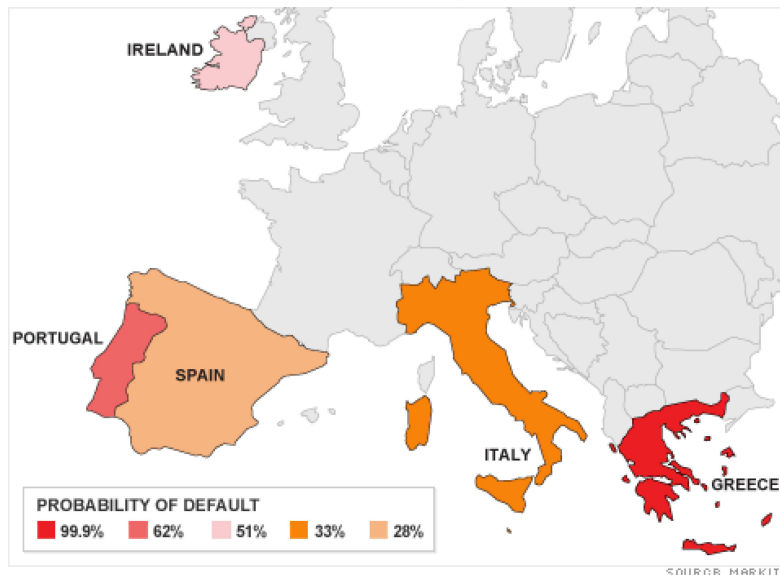 IRELAND
PORTUGAL
SPAIN
ITALY
GREECE
PROBABILITY OF DEFAULT
99.9% 62% 51% 33% 28%
SOURCE MARKIT